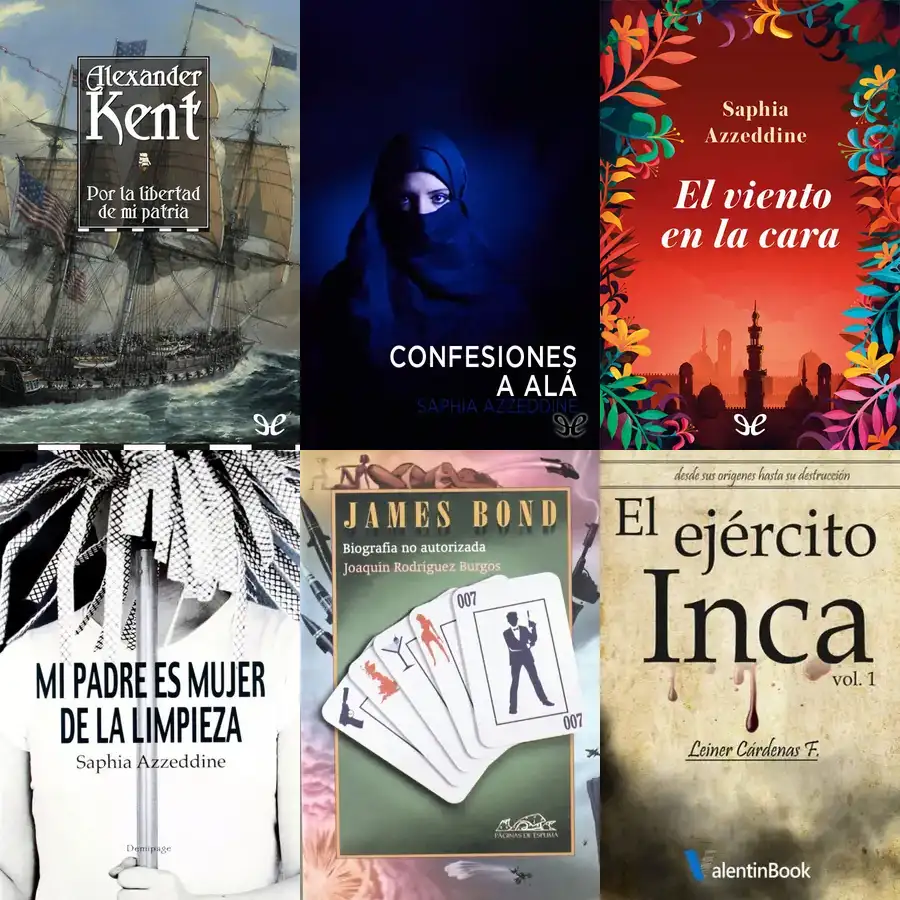 Alexander
Kent
Por la libertad
de mi patria
CONFESIONES
A ALÁ
SAPHIA AZZEDDINE
Saphia
Azzeddine
El viento
en la cara
MI PADRE ES MUJER
DE LA LIMPIEZA
Saphia Azzeddine
Demipage
JAMES BOND
Biografía no autorizada
Joaquín Rodríguez Burgos
007
007
PÁGINAS DE ESPUMA
desde sus orígenes hasta su destrucción
El ejército
Inca
vol. 1
Leiner Cárdenas F.
ValentinBook